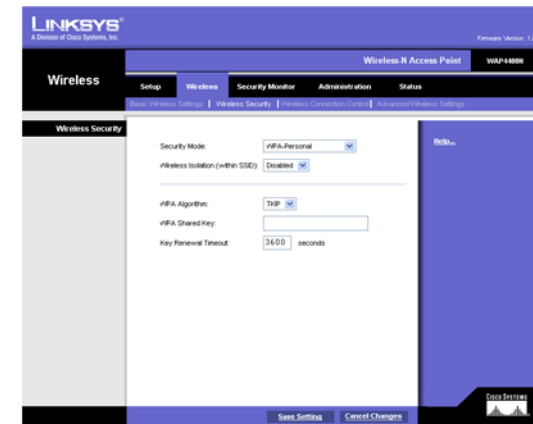 LINKSYS®
A Division of Cisco Systems, Inc.
Firmware Version: 1.
Wireless-N Access Point
WAP4400N
Wireless
Setup
Wireless
Security Monitor
Administration
Status
Basic Wireless Settings | Wireless Security | Wireless Connection Control | Advanced Wireless Settings
Wireless Security
Help...
Security Mode: WPA-Personal
Wireless Isolation (within SSID): Disabled
WPA Algorithm: TKIP
WPA Shared Key:
Key Renewal Timeout: 3600 seconds
Save Setting
Cancel Changes
CISCO SYSTEMS